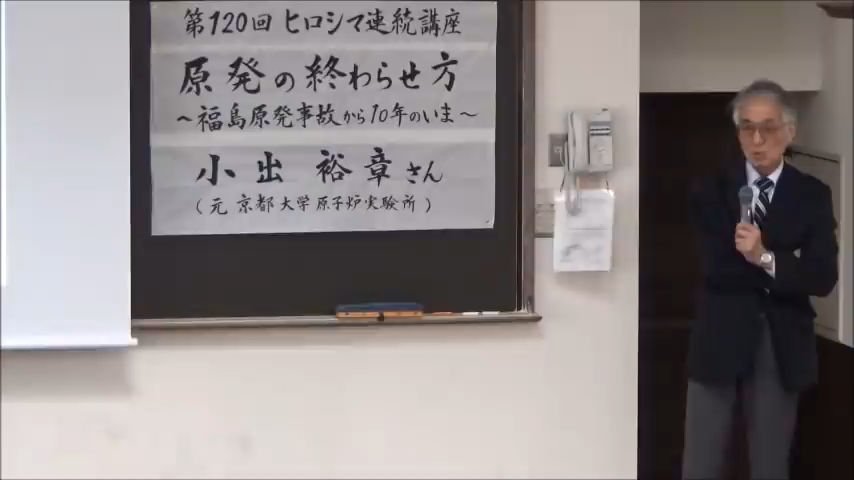 第120回 ヒロシマ連続講座
原発の終わらせ方
~福島原発事故から10年のいま~
小出 裕章さん
(元 京都大学原子炉実験所)